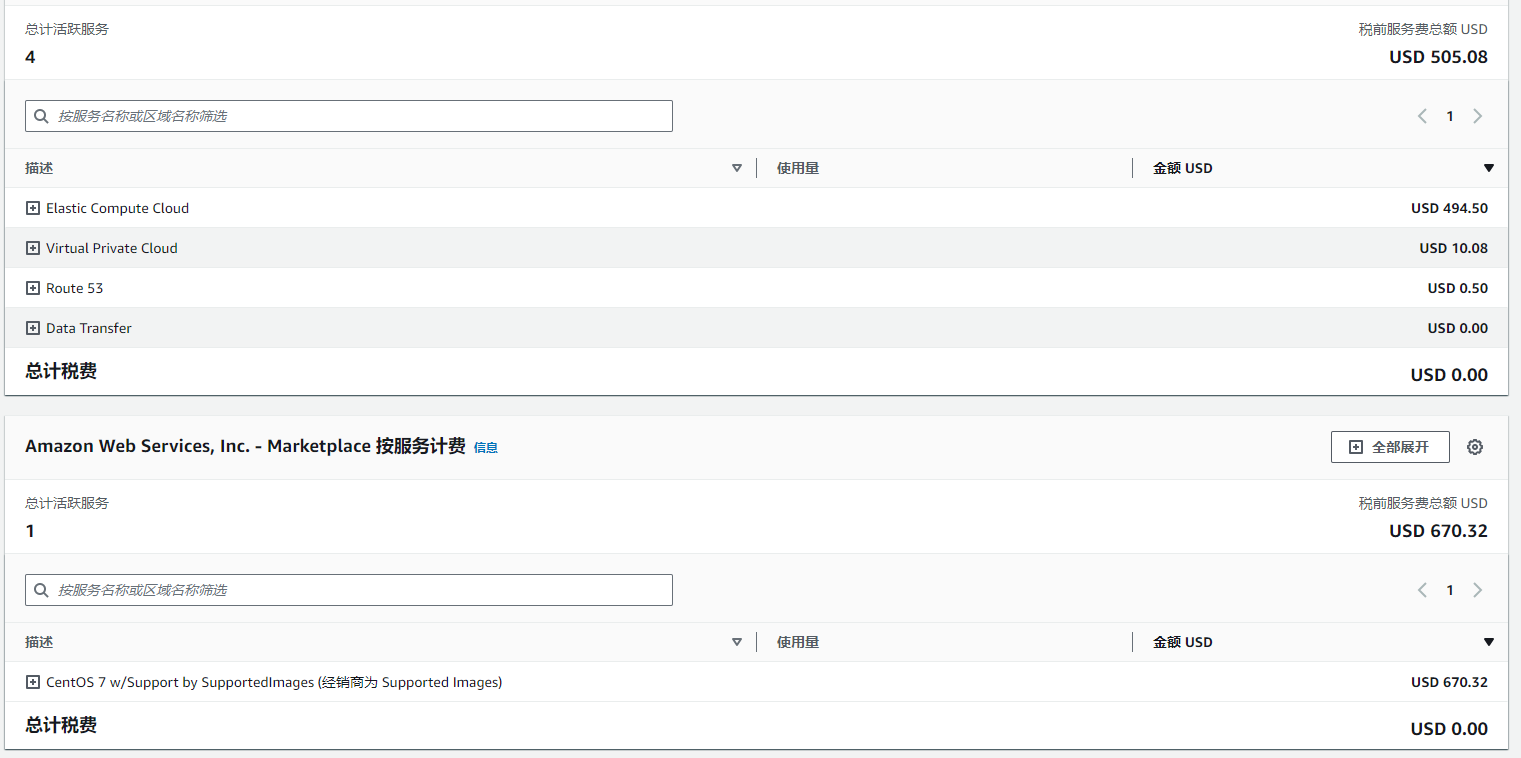 总计活跃服务 税前服务费总额 USD
4 USD 505.08
按服务名称或区域名称筛选 1
描述 使用量 金额 USD
Elastic Compute Cloud USD 494.50
Virtual Private Cloud USD 10.08
Route 53 USD 0.50
Data Transfer USD 0.00
总计税费 USD 0.00
Amazon Web Services, Inc. - Marketplace 按服务计费 信息 全部展开
总计活跃服务 税前服务费总额 USD
1 USD 670.32
按服务名称或区域名称筛选 1
描述 使用量 金额 USD
CentOS 7 w/Support by SupportedImages (经销商为 Supported Images) USD 670.32
总计税费 USD 0.00